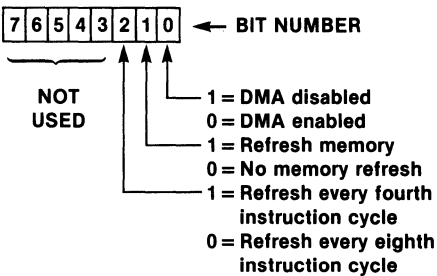 7 6 5 4 3 2 1 0 BIT NUMBER
NOT
USED
1 = DMA disabled
0 = DMA enabled
1 = Refresh memory
0 = No memory refresh
1 = Refresh every fourth
instruction cycle
0 = Refresh every eighth
instruction cycle